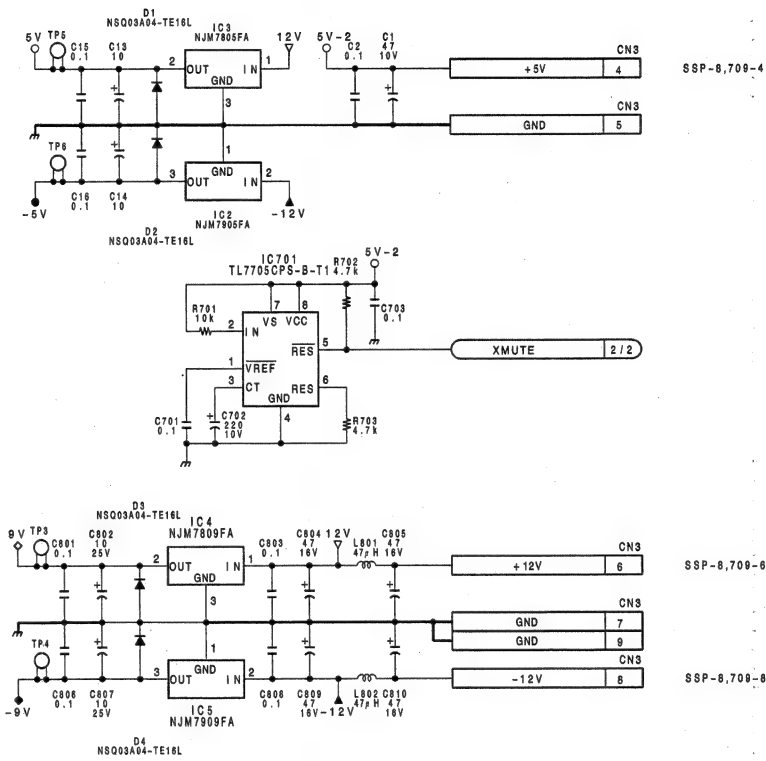 D1
NSQ03A04-TE16L
IC3
NJM7805FA
5V
TP5
C15
0.1
C13
10
12V
5V-2
C2
0.1
C1
47
10V
2
OUT
IN
1
GND
3
CN3
+5V
4
SSP-8,709-4
CN3
GND
5
TP6
1
GND
3
OUT
IN
2
-5V
C16
0.1
C14
10
IC2
NJM7905FA
-12V
D2
NSQ03A04-TE16L
IC701
TL7705CPS-B-T1
R702
4.7k
5V-2
R701
10k
7
8
VS
VCC
C703
0.1
2
IN
RES
5
XMUTE
2/2
1
VREF
3
CT
RES
6
GND
4
C701
0.1
C702
220
10V
R703
4.7k
D3
NSQ03A04-TE16L
IC4
NJM7809FA
9V
TP3
C801
0.1
C802
10
25V
C803
0.1
C804
47
16V
12V
L801
47μH
C805
47
16V
2
OUT
IN
1
GND
3
CN3
+12V
6
SSP-8,709-6
CN3
GND
7
GND
9
TP4
1
GND
3
OUT
IN
2
CN3
-12V
8
SSP-8,709-8
-9V
C806
0.1
C807
10
25V
IC5
NJM7909FA
C806
0.1
C809
47
16V
-12V
L802
47μH
C810
47
16V
D4
NSQ03A04-TE16L